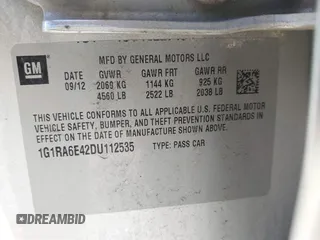 GM
MFD BY GENERAL MOTORS LLC
DATE GVWR GAWR FRT GAWR RR
09/12 2060 KG 1144 KG 925 KG
4560 LB 2522 LB 2038 LB
THIS VEHICLE CONFORMS TO ALL APPLICABLE U.S. FEDERAL MOTOR
VEHICLE SAFETY, BUMPER, AND THEFT PREVENTION STANDARDS IN
EFFECT ON THE DATE OF MANUFACTURE SHOWN ABOVE.
1G1RA6E42DU112535 TYPE: PASS CAR
© DEALERCENTRIC